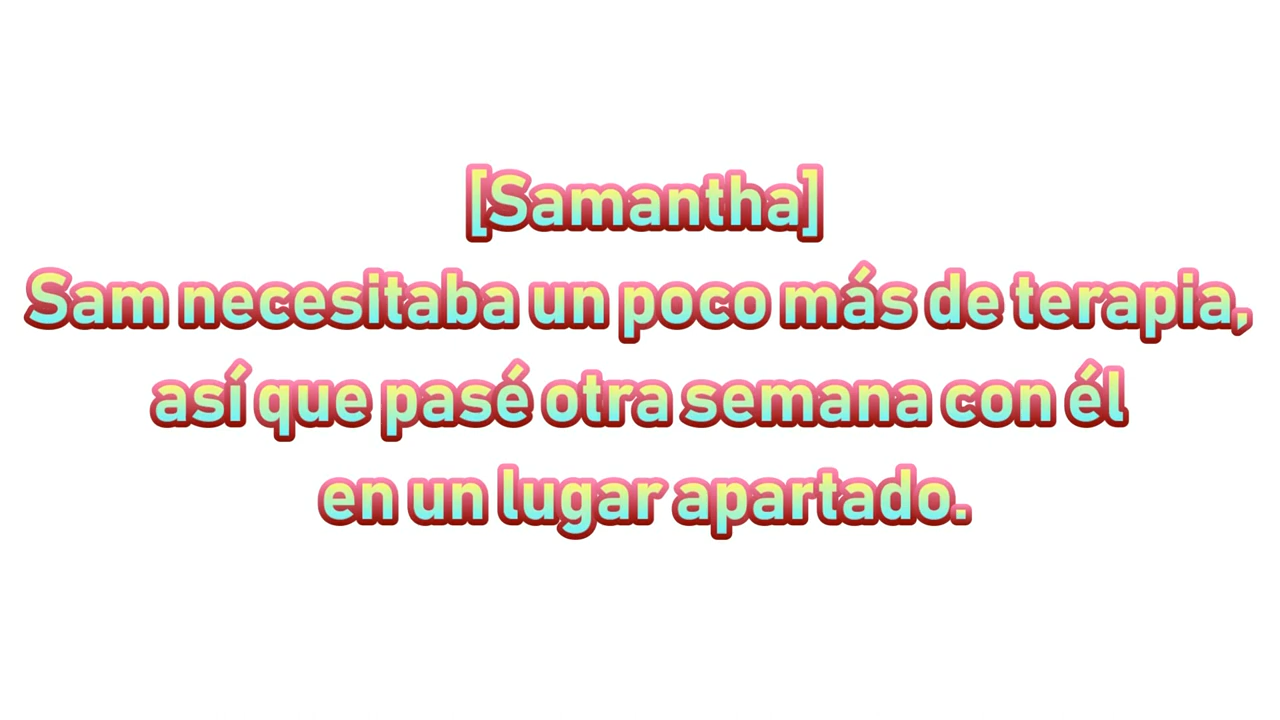 [Samantha]
Sam necesitaba un poco más de terapia,
así que pasé otra semana con él
en un lugar apartado.